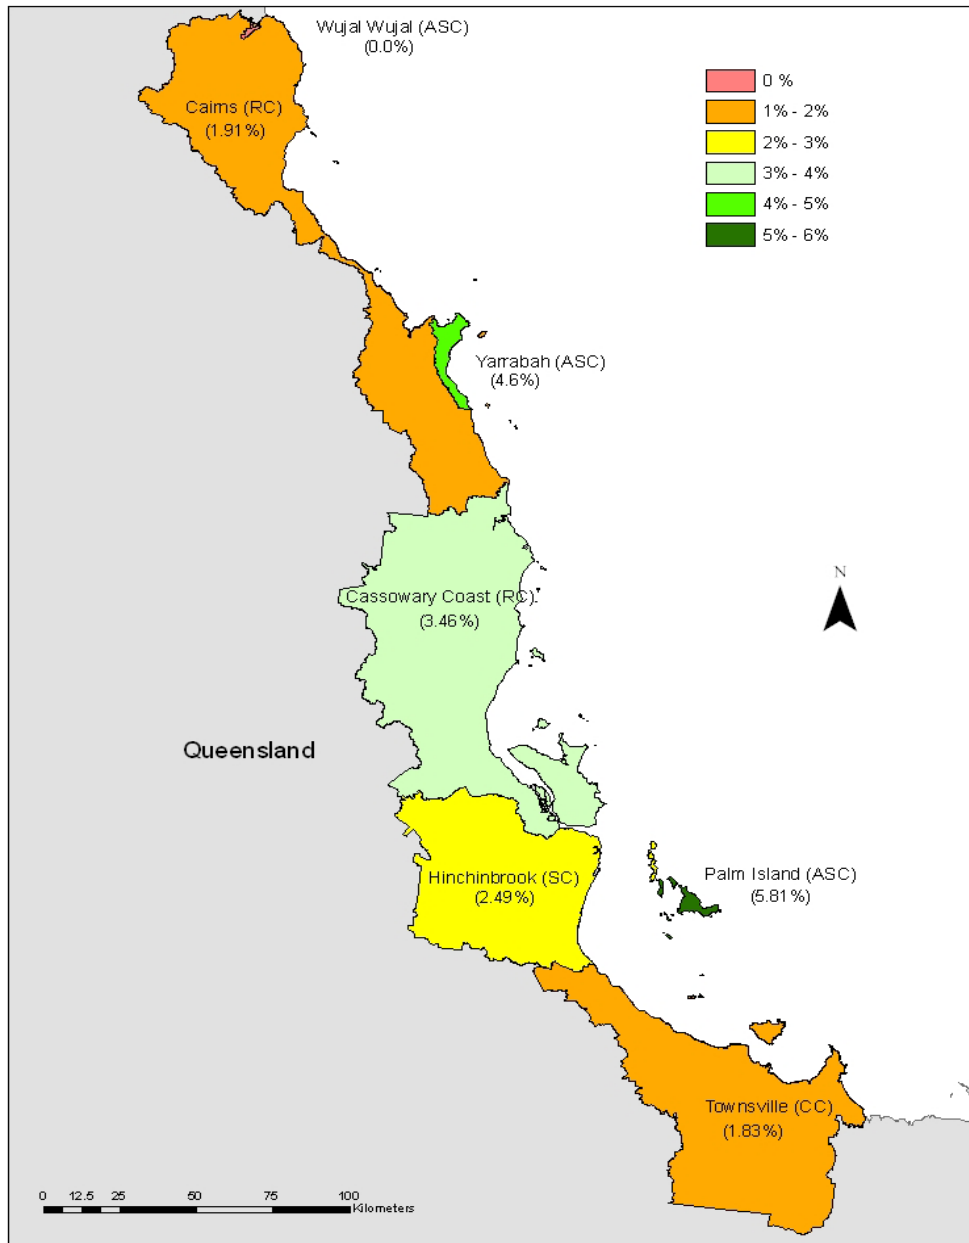 Wujal Wujal (ASC)
(0.0%)
0 %
1% - 2%
2% - 3%
3% - 4%
4% - 5%
5% - 6%
Cairns (RC)
(1.91%)
Yarrabah (ASC)
(4.6%)
N
Cassowary Coast (RC)
(3.46%)
Queensland
Hinchinbrook (SC)
(2.49%)
Palm Island (ASC)
(5.81%)
Townsville (CC)
(1.83%)
0 12.5 25 50 75 100
Kilometers